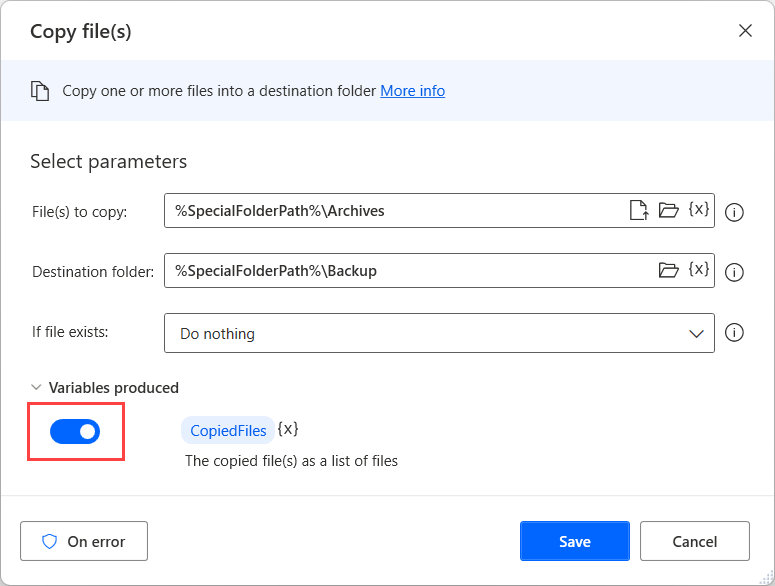 Copy file(s)
Copy one or more files into a destination folder More info
Select parameters
File(s) to copy: %SpecialFolderPath%\Archives {x}
Destination folder: %SpecialFolderPath%\Backup {x}
If file exists: Do nothing
Variables produced
CopiedFiles {x}
The copied file(s) as a list of files
On error Save Cancel